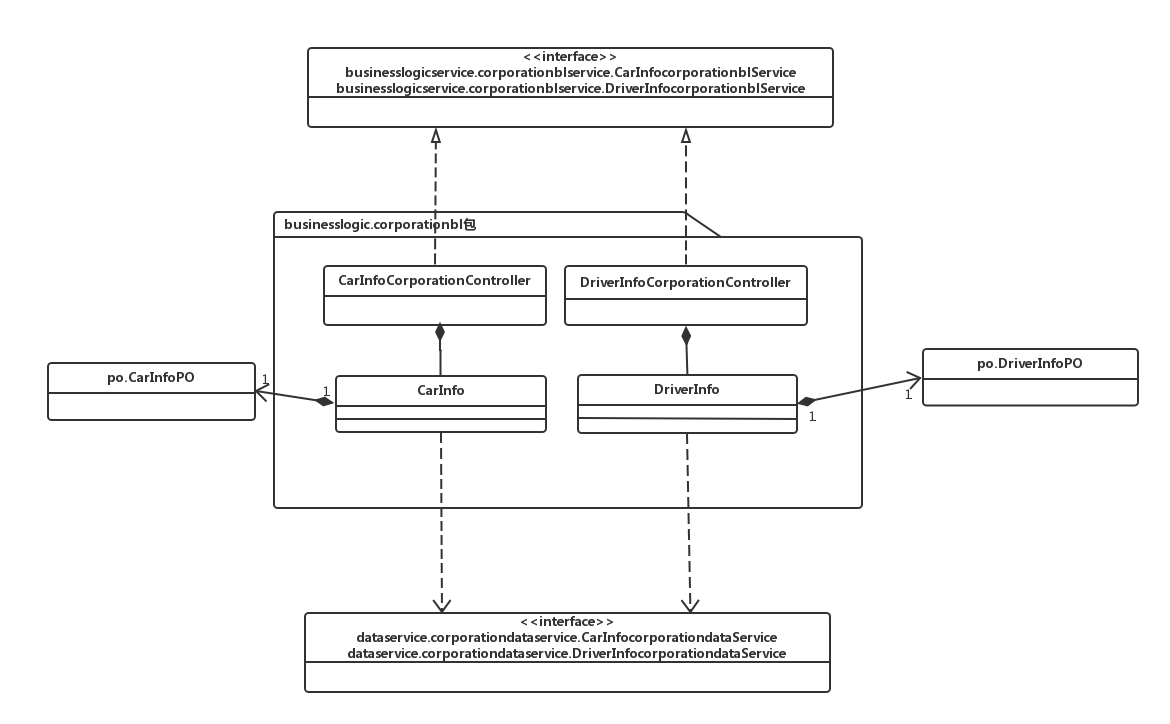 <<interface>>
businesslogicservice.corporationblservice.CarInfocorporationblService
businesslogicservice.corporationblservice.DriverInfocorporationblService
businesslogic.corporationbl包
CarInfoCorporationController
DriverInfoCorporationController
po.CarInfoPO
1
1
CarInfo
DriverInfo
1
1
po.DriverInfoPO
<<interface>>
dataservice.corporationdataservice.CarInfocorporationdataService
dataservice.corporationdataservice.DriverInfocorporationdataService